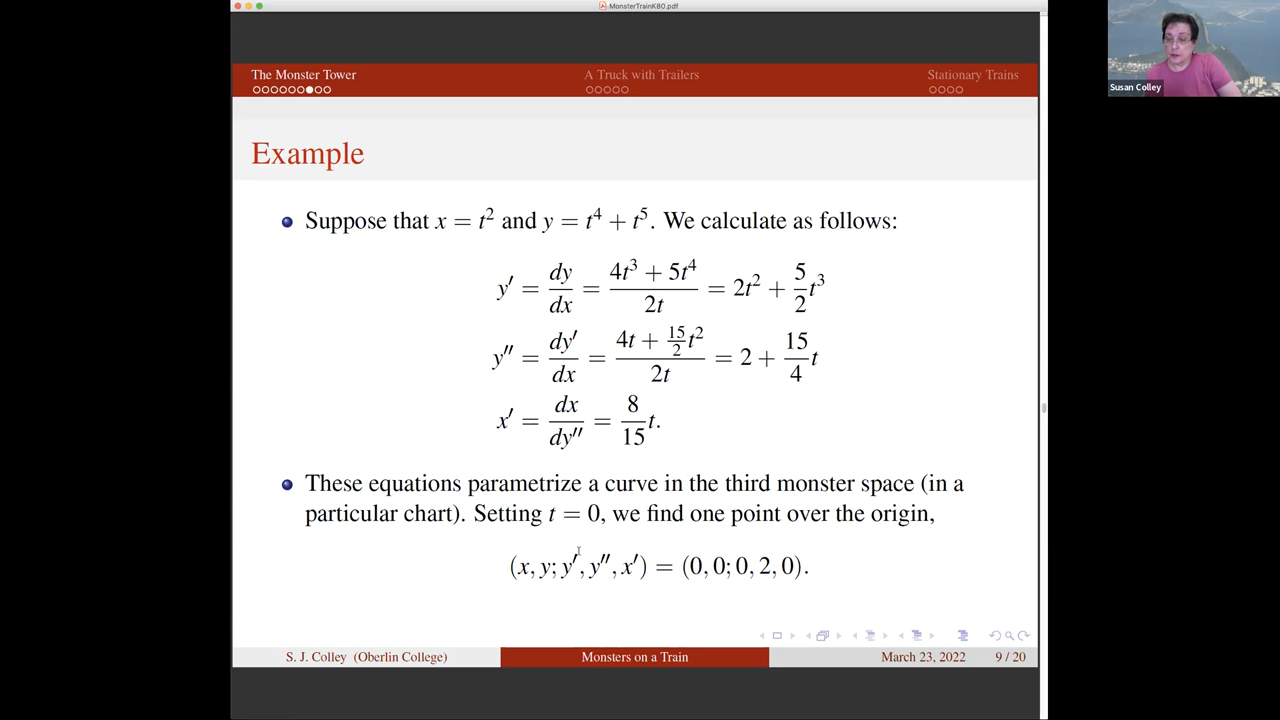 MonsterTrainK80.pdf
The Monster Tower
A Truck with Trailers
Stationary Trains
Susan Colley
Example
Suppose that x = t² and y = t⁴ + t⁵. We calculate as follows:
y′ = dy/dx = (4t³ + 5t⁴)/(2t) = 2t² + (5/2)t³
y″ = dy′/dx = (4t + (15/2)t²)/(2t) = 2 + (15/4)t
x′ = dx/dy″ = (8/15)t.
These equations parametrize a curve in the third monster space (in a
particular chart). Setting t = 0, we find one point over the origin,
(x, y; y′, y″, x′) = (0, 0; 0, 2, 0).
S. J. Colley (Oberlin College)
Monsters on a Train
March 23, 2022
9 / 20